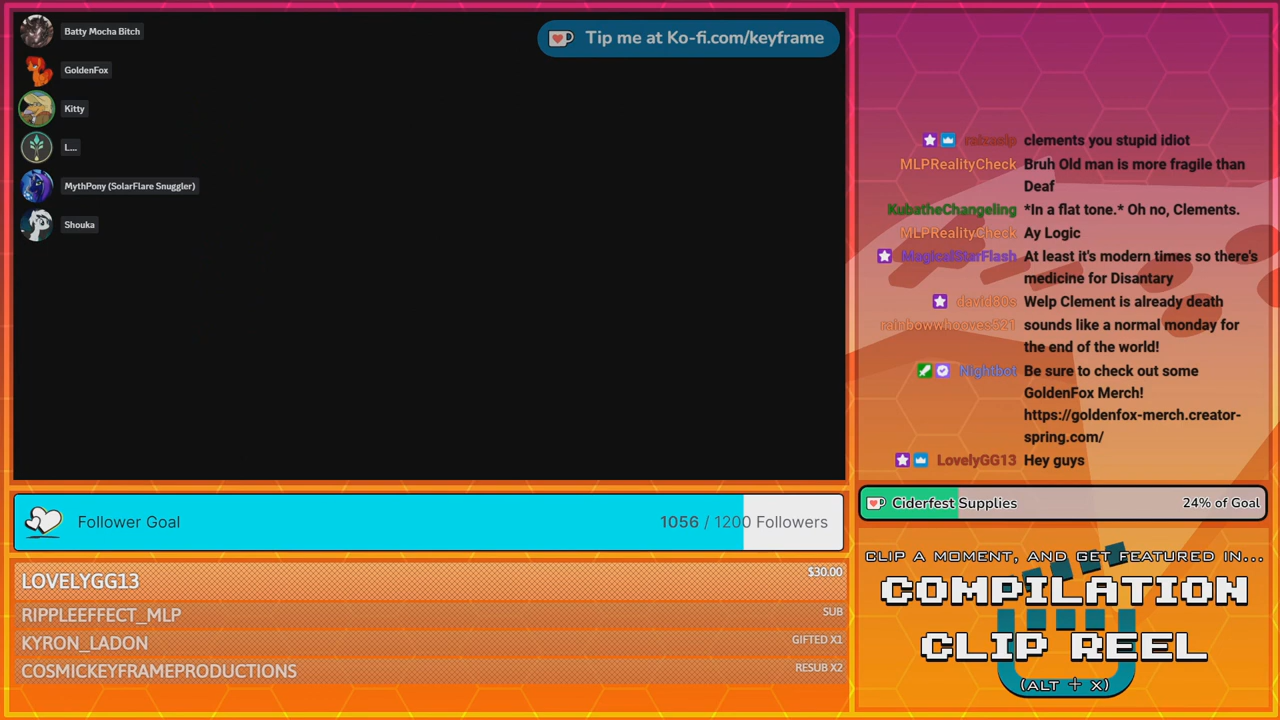 Batty Mocha Bitch
GoldenFox
Kitty
L...
MythPony (SolarFlare Snuggler)
Shouka
Tip me at Ko-fi.com/keyframe
clements you stupid idiot
MLPRealityCheck Bruh Old man is more fragile than
Deaf
KubatheChangeling *In a flat tone.* Oh no, Clements.
MLPRealityCheck Ay Logic
MagicalStarFlash At least it's modern times so there's
medicine for Disantary
david80s Welp Clement is already death
rainbowwhooves521 sounds like a normal monday for
the end of the world!
Nightbot Be sure to check out some
GoldenFox Merch!
https://goldenfox-merch.creator-
spring.com/
LovelyGG13 Hey guys
Ciderfest Supplies 24% of Goal
Follower Goal 1056 / 1200 Followers
LOVELYGG13 $30.00
RIPPLEEFFECT_MLP SUB
KYRON_LADON GIFTED X1
COSMICKEYFRAMEPRODUCTIONS RESUB X2
CLIP A MOMENT, AND GET FEATURED IN...
COMPILATION
CLIP REEL
(ALT + X)